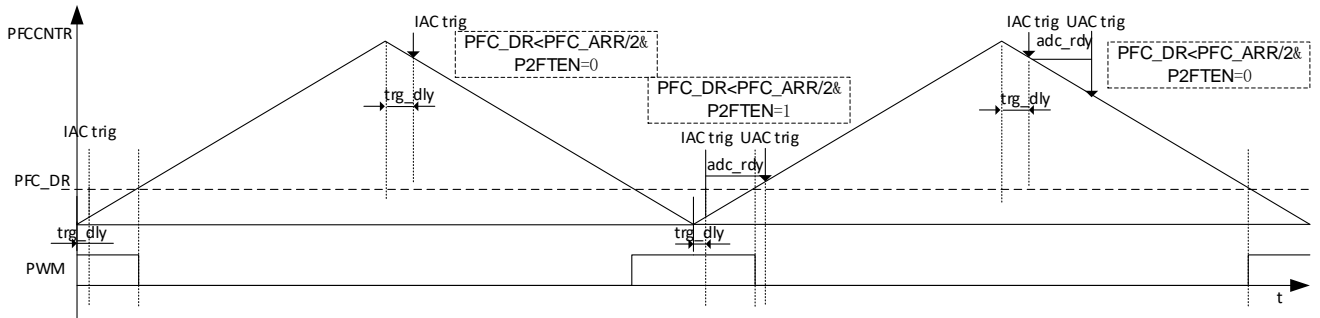 IAC trig
IAC trig UAC trig
PFCCNTR
adc_rdy
PFC_DR<PFC_ARR/2&
P2FTEN=0
PFC_DR<PFC_ARR/2&
P2FTEN=0
PFC_DR<PFC_ARR/2&
P2FTEN=1
trg_dly
trg_dly
IAC trig
IAC trig UAC trig
adc_rdy
PFC_DR
trg_dly
trg_dly
PWM
t